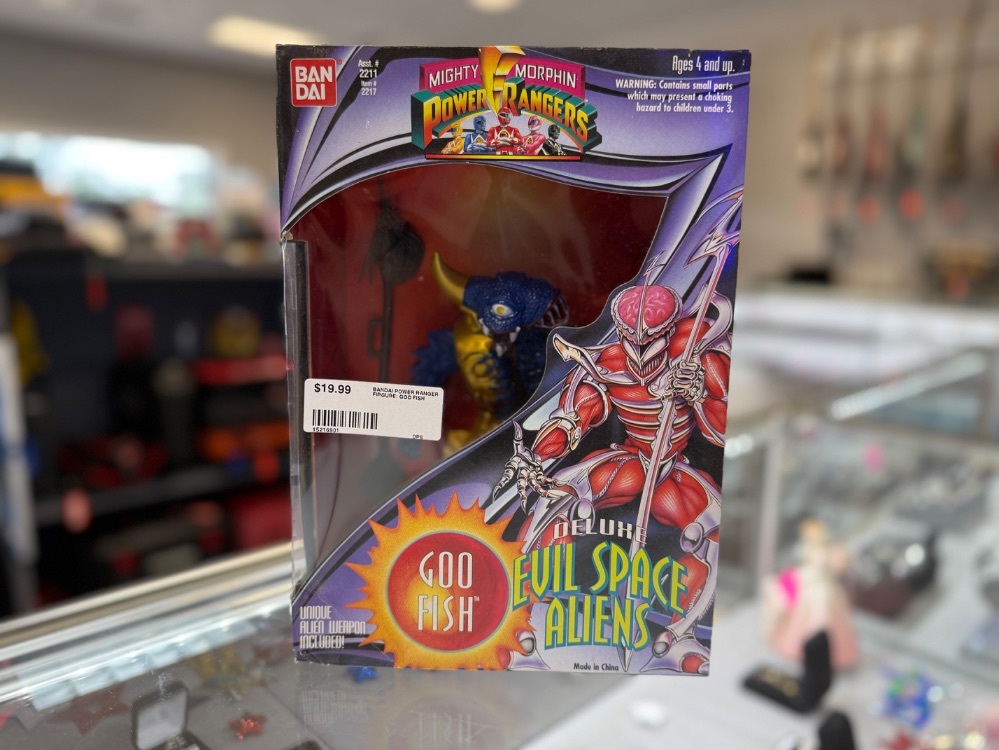 BAN
DAI
Asst. #
2211
Item #
2217
MIGHTY MORPHIN
POWER RANGERS
Ages 4 and up.
WARNING: Contains small parts
which may present a choking
hazard to children under 3.
$19.99
BANDAI POWER RANGER
FIRGURE: GOO FISH
GOO
FISH™
DELUXE
EVIL SPACE
ALIENS
UNIQUE
ALIEN WEAPON
INCLUDED!
Made in China